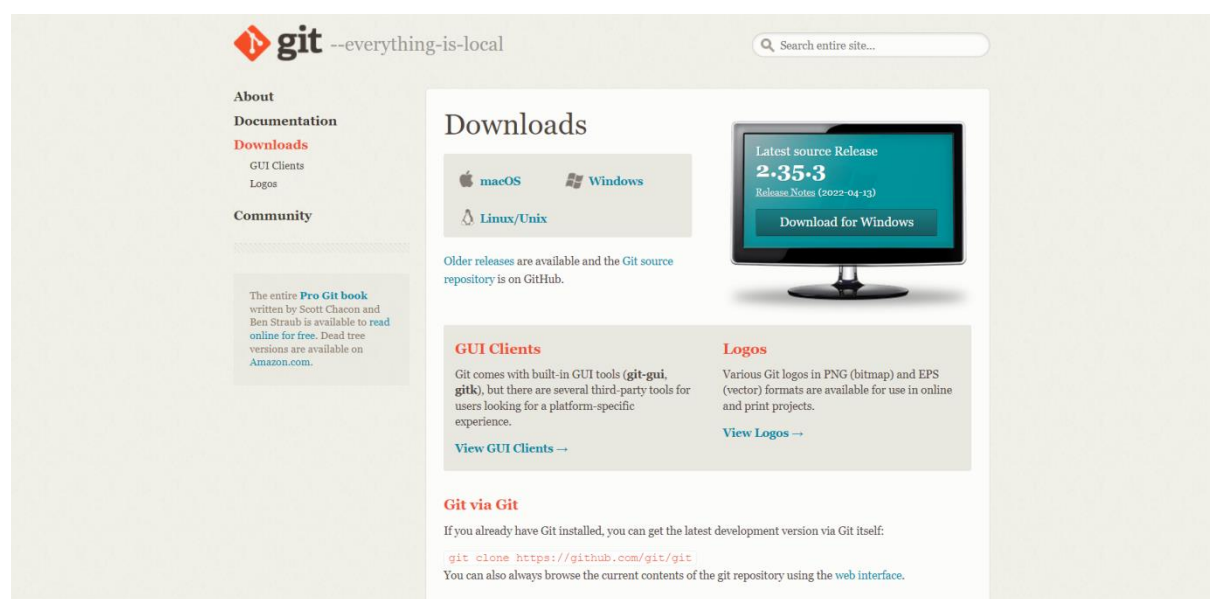 git --everything-is-local
Search entire site...
About
Documentation
Downloads
GUI Clients
Logos
Community
The entire Pro Git book
written by Scott Chacon and
Ben Straub is available to read
online for free. Dead tree
versions are available on
Amazon.com.
Downloads
macOS
Windows
Linux/Unix
Older releases are available and the Git source
repository is on GitHub.
Latest source Release
2.35.3
Release Notes (2022-04-13)
Download for Windows
GUI Clients
Git comes with built-in GUI tools (git-gui,
gitk), but there are several third-party tools for
users looking for a platform-specific
experience.
View GUI Clients →
Logos
Various Git logos in PNG (bitmap) and EPS
(vector) formats are available for use in online
and print projects.
View Logos →
Git via Git
If you already have Git installed, you can get the latest development version via Git itself:
git clone https://github.com/git/git
You can also always browse the current contents of the git repository using the web interface.